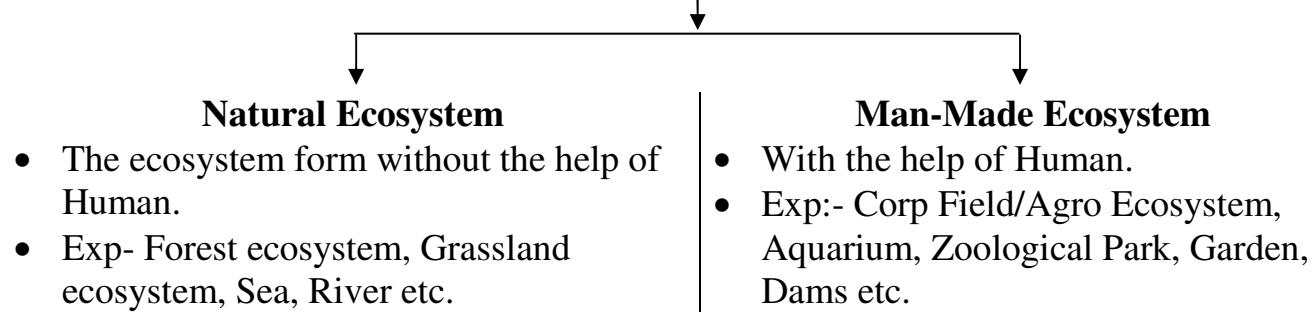 Natural Ecosystem
• The ecosystem form without the help of
Human.
• Exp- Forest ecosystem, Grassland
ecosystem, Sea, River etc.
Man-Made Ecosystem
• With the help of Human.
• Exp:- Corp Field/Agro Ecosystem,
Aquarium, Zoological Park, Garden,
Dams etc.